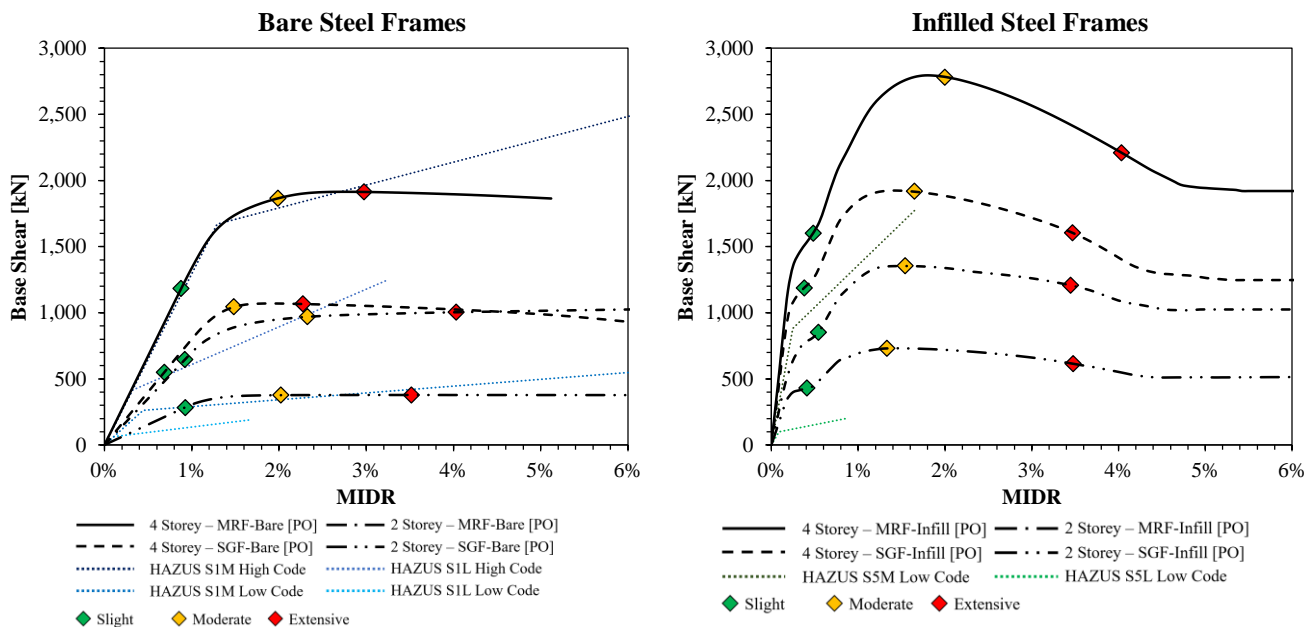 Bare Steel Frames
3,000
2,500
2,000
1,500
1,000
500
0
Base Shear [kN]
0% 1% 2% 3% 4% 5% 6%
MIDR
4 Storey – MRF-Bare [PO]
2 Storey – MRF-Bare [PO]
4 Storey – SGF-Bare [PO]
2 Storey – SGF-Bare [PO]
HAZUS S1M High Code
HAZUS S1L High Code
HAZUS S1M Low Code
HAZUS S1L Low Code
Slight Moderate Extensive
Infilled Steel Frames
3,000
2,500
2,000
1,500
1,000
500
0
Base Shear [kN]
0% 1% 2% 3% 4% 5% 6%
MIDR
4 Storey – MRF-Infill [PO]
2 Storey – MRF-Infill [PO]
4 Storey – SGF-Infill [PO]
2 Storey – SGF-Infill [PO]
HAZUS S5M Low Code
HAZUS S5L Low Code
Slight Moderate Extensive